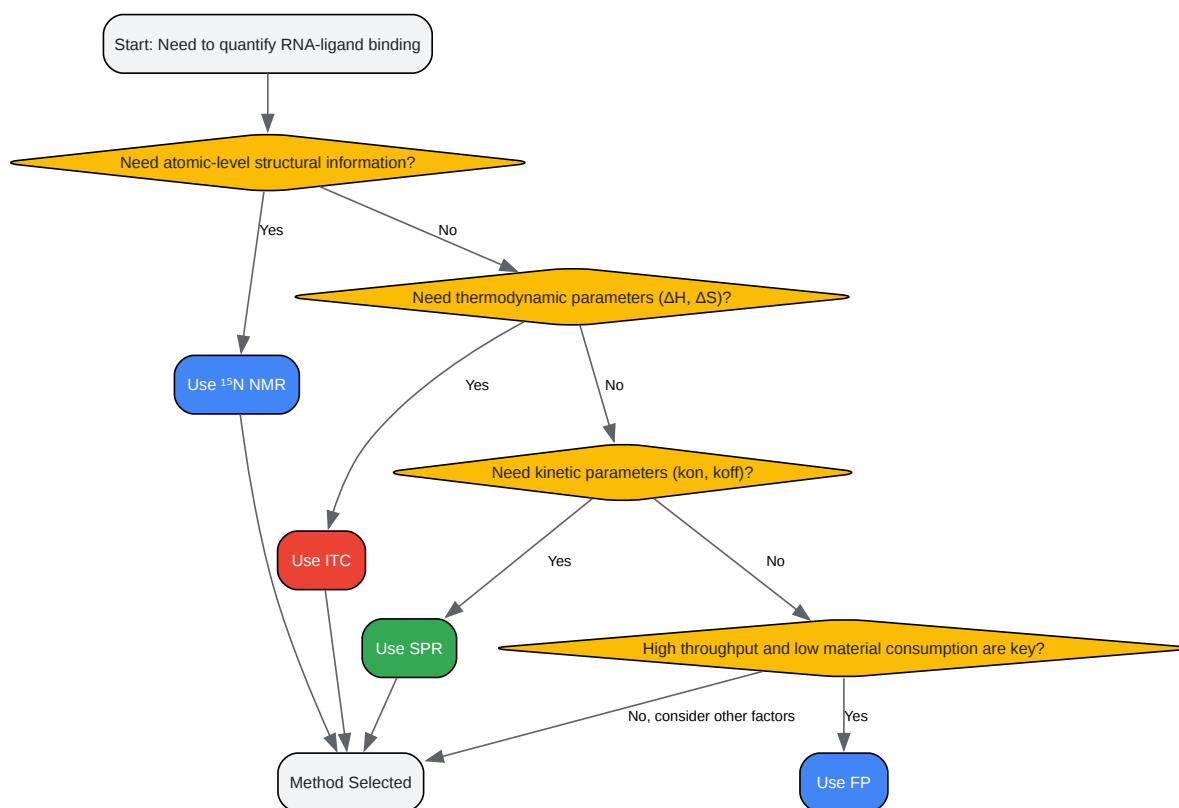 Start: Need to quantify RNA-ligand binding
Need atomic-level structural information?
Yes
No
Need thermodynamic parameters (ΔH, ΔS)?
Use ¹⁵N NMR
Yes
No
Need kinetic parameters (kon, koff)?
Use ITC
Yes
No
Use SPR
High throughput and low material consumption are key?
No, consider other factors
Yes
Method Selected
Use FP